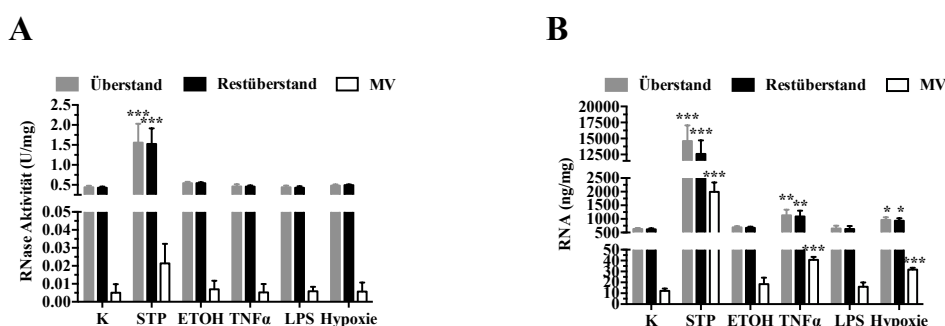 A
Überstand Restüberstand MV
RNase Aktivität (U/mg)
2.5
2.0
1.5
1.0
0.5
0.05
0.04
0.03
0.02
0.01
0.00
*** ***
K STP ETOH TNFα LPS Hypoxie
B
Überstand Restüberstand MV
RNA (ng/mg)
20000
17500
15000
12500
2500
2000
1500
1000
500
50
40
30
20
10
0
*** *** ***
** ** ***
* * ***
K STP ETOH TNFα LPS Hypoxie